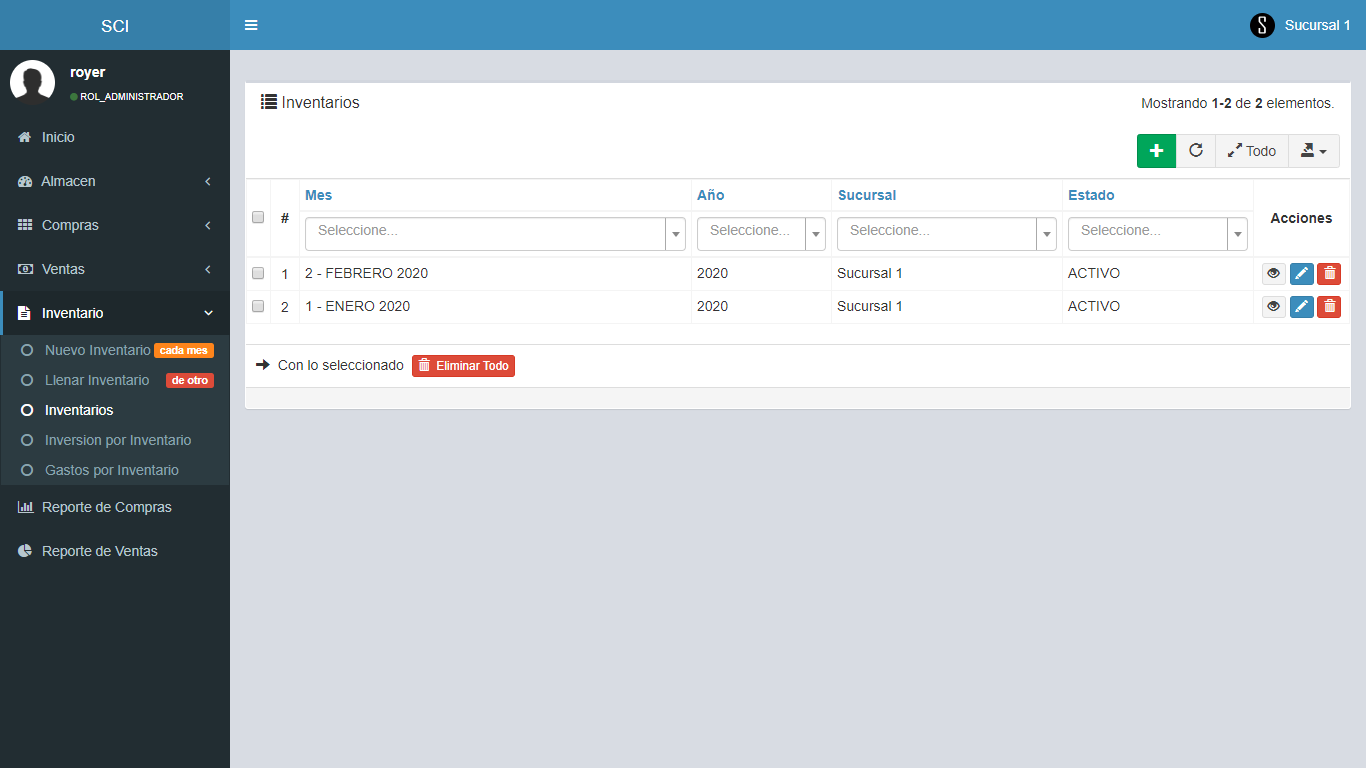 SCI
Sucursal 1
royer
ROL_ADMINISTRADOR
Inicio
Almacen
Compras
Ventas
Inventario
Nuevo Inventario cada mes
Llenar Inventario de otro
Inventarios
Inversion por Inventario
Gastos por Inventario
Reporte de Compras
Reporte de Ventas
Inventarios
Mostrando 1-2 de 2 elementos.
Todo
# Mes Año Sucursal Estado Acciones
Seleccione... Seleccione... Seleccione... Seleccione...
1 2 - FEBRERO 2020 2020 Sucursal 1 ACTIVO
2 1 - ENERO 2020 2020 Sucursal 1 ACTIVO
Con lo seleccionado Eliminar Todo